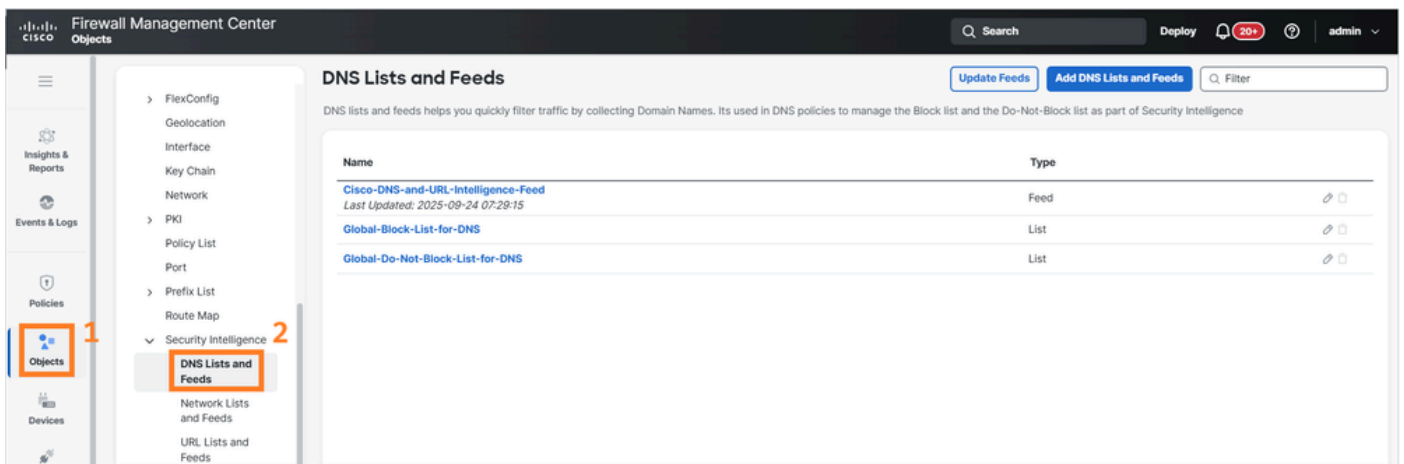 CISCO
Firewall Management Center
Objects
Search
Deploy
20+
admin
Insights &
Reports
Events & Logs
Policies
Objects
1
Devices
FlexConfig
Geolocation
Interface
Key Chain
Network
PKI
Policy List
Port
Prefix List
Route Map
Security Intelligence
2
DNS Lists and
Feeds
Network Lists
and Feeds
URL Lists and
Feeds
DNS Lists and Feeds
Update Feeds
Add DNS Lists and Feeds
Filter
DNS lists and feeds helps you quickly filter traffic by collecting Domain Names. Its used in DNS policies to manage the Block list and the Do-Not-Block list as part of Security Intelligence
Name Type
Cisco-DNS-and-URL-Intelligence-Feed Feed
Last Updated: 2025-09-24 07:29:15
Global-Block-List-for-DNS List
Global-Do-Not-Block-List-for-DNS List